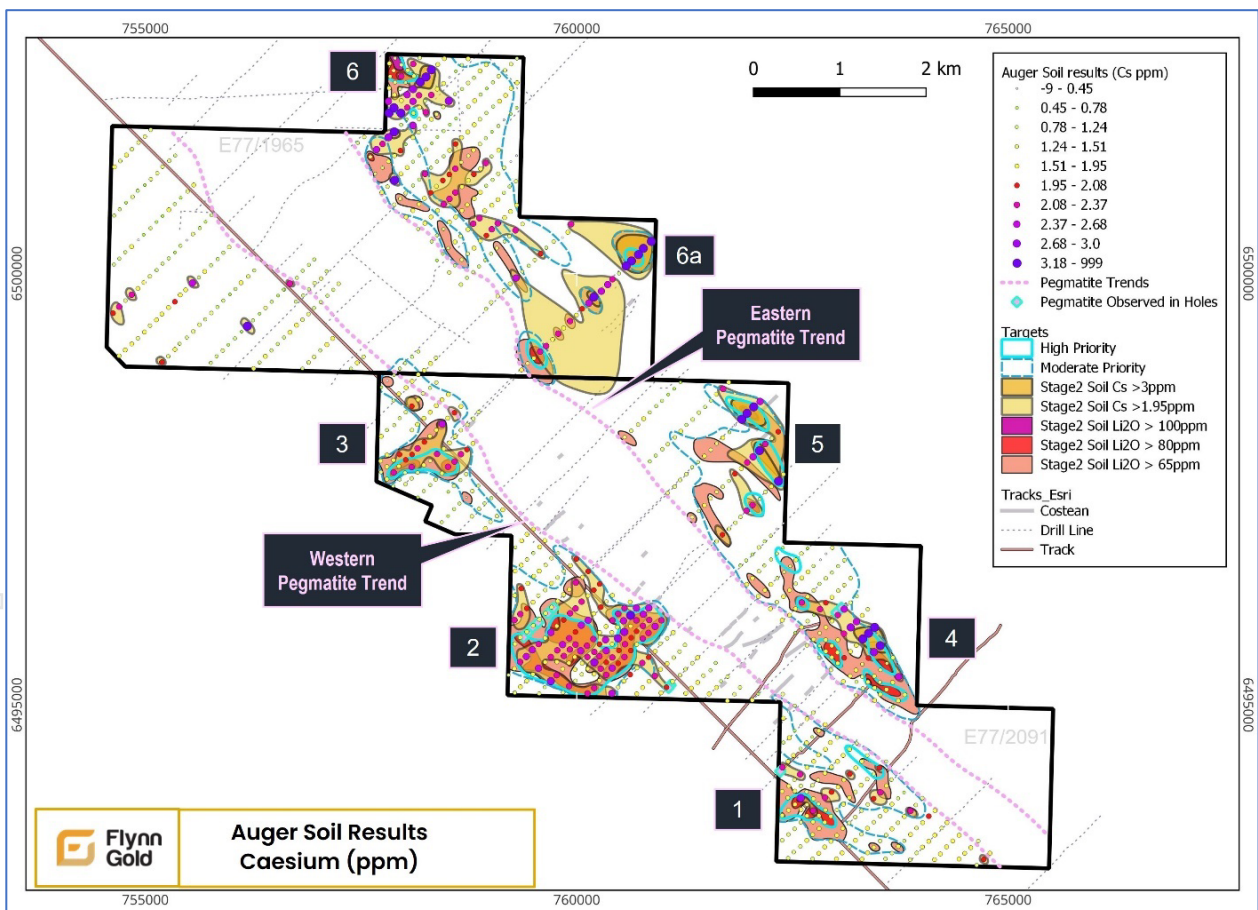 755000
760000
765000
6500000
6495000
6500000
6495000
0 1 2 km
6
E77/1965
6a
Eastern
Pegmatite Trend
3
5
Western
Pegmatite Trend
2
4
E77/2091
1
Auger Soil results (Cs ppm)
-9 - 0.45
0.45 - 0.78
0.78 - 1.24
1.24 - 1.51
1.51 - 1.95
1.95 - 2.08
2.08 - 2.37
2.37 - 2.68
2.68 - 3.0
3.18 - 999
Pegmatite Trends
Pegmatite Observed in Holes
Targets
High Priority
Moderate Priority
Stage2 Soil Cs >3ppm
Stage2 Soil Cs >1.95ppm
Stage2 Soil Li2O > 100ppm
Stage2 Soil Li2O > 80ppm
Stage2 Soil Li2O > 65ppm
Tracks_Esri
Costean
Drill Line
Track
Flynn
Gold
Auger Soil Results
Caesium (ppm)
755000
760000
765000